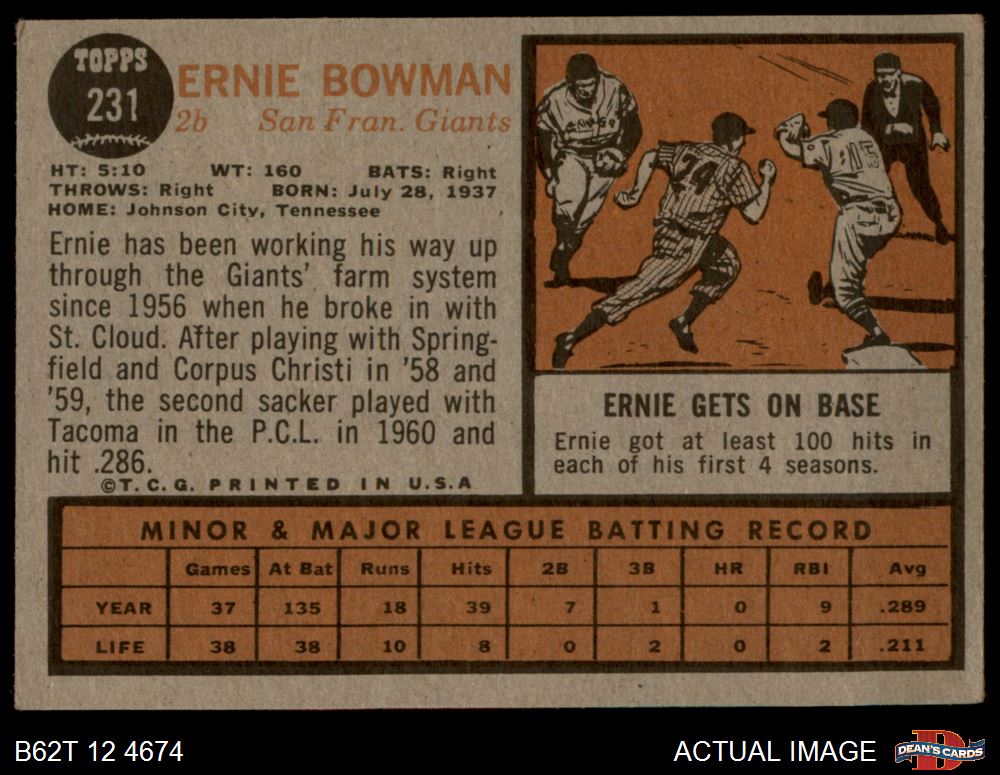 TOPPS
231
ERNIE BOWMAN
2b San Fran. Giants
HT: 5:10 WT: 160 BATS: Right
THROWS: Right BORN: July 28, 1937
HOME: Johnson City, Tennessee
Ernie has been working his way up
through the Giants' farm system
since 1956 when he broke in with
St. Cloud. After playing with Spring-
field and Corpus Christi in '58 and
'59, the second sacker played with
Tacoma in the P.C.L. in 1960 and
hit .286.
©T.C.G. PRINTED IN U.S.A
24
15
ERNIE GETS ON BASE
Ernie got at least 100 hits in
each of his first 4 seasons.
MINOR & MAJOR LEAGUE BATTING RECORD
Games At Bat Runs Hits 2B 3B HR RBI Avg
YEAR 37 135 18 39 7 1 0 9 .289
LIFE 38 38 10 8 0 2 0 2 .211
B62T 12 4674
ACTUAL IMAGE
DEAN'S CARDS